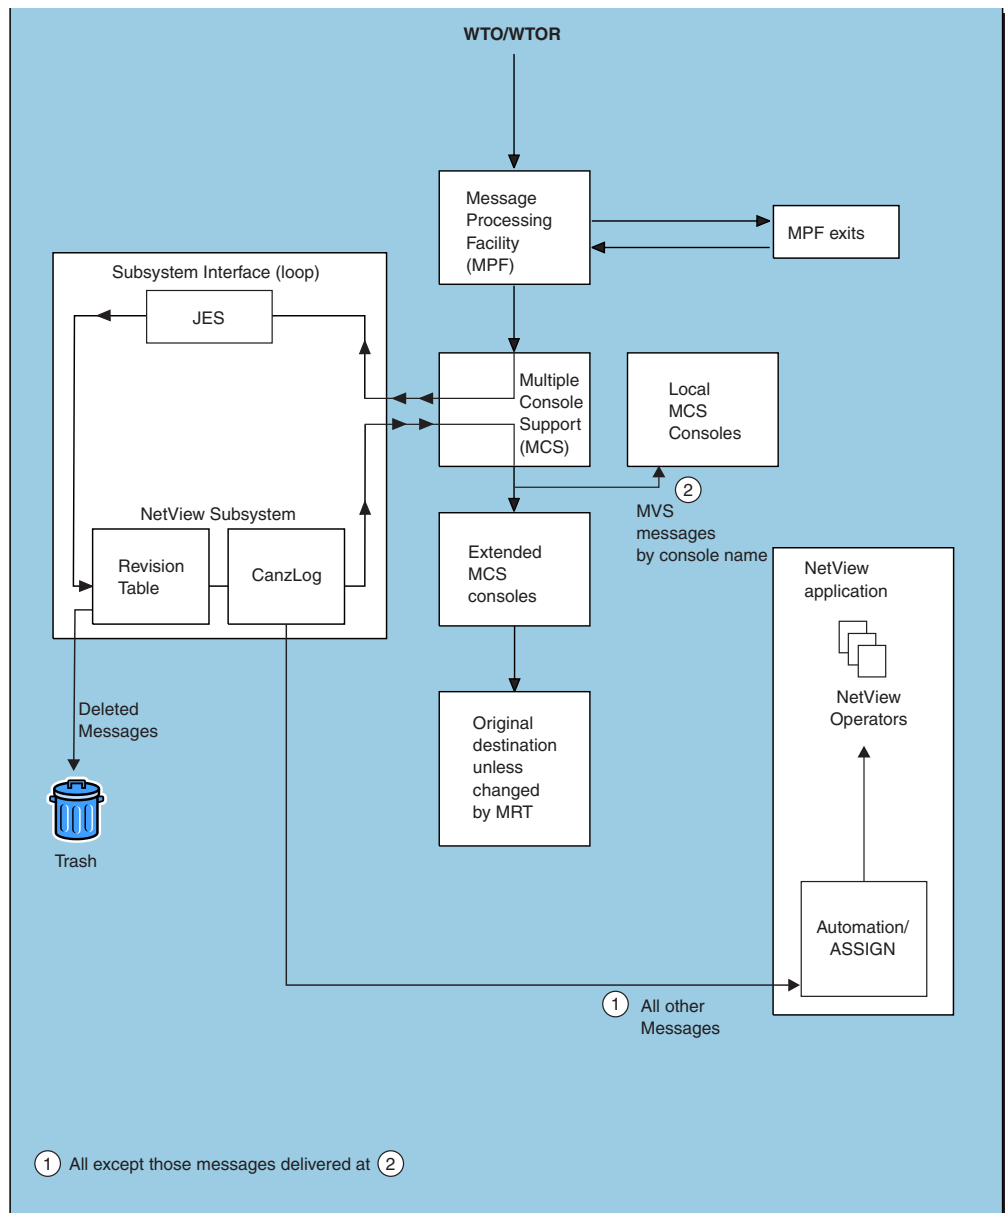 WTO/WTOR
Message
Processing
Facility
(MPF)
MPF exits
Subsystem Interface (loop)
JES
Multiple
Console
Support
(MCS)
Local
MCS
Consoles
2
MVS
messages
by console name
NetView Subsystem
Revision
Table
CanzLog
Extended
MCS
consoles
NetView
application
NetView
Operators
Deleted
Messages
Trash
Original
destination
unless
changed
by MRT
Automation/
ASSIGN
1 All other
Messages
1 All except those messages delivered at 2